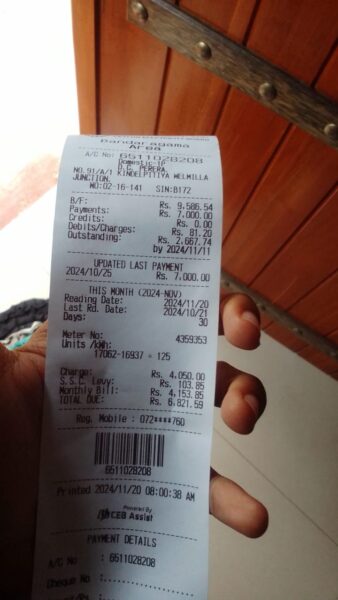 Bandaragama
Area
A/C No: 6511028208
Domestic-1P
D.C. PERERA,
NO.91/A/1 KINDELPITIYA WELMILLA
JUNCTION,
WO:02-16-141 SIN:B172
B/F: Rs. 9,586.54
Payments: Rs. 7,000.00
Credits: Rs. 0.00
Debits/Charges: Rs. 81.20
Outstanding: Rs. 2,667.74
by 2024/11/11
UPDATED LAST PAYMENT
2024/10/25 Rs. 7,000.00
THIS MONTH (2024-NOV)
Reading Date: 2024/11/20
Last Rd. Date: 2024/10/21
Days: 30
Meter No: 4359353
Units /kWh:
17062-16937 = 125
Charge: Rs. 4,050.00
S.S.C. Levy: Rs. 103.85
Monthly Bill: Rs. 4,153.85
TOTAL DUE: Rs. 6,821.59
Reg. Mobile : 072****760
6511028208
Printed 2024/11/20 08:00:38 AM
Powered By
CEB Assist
PAYMENT DETAILS
A/C No : 6511028208
Cheque No :